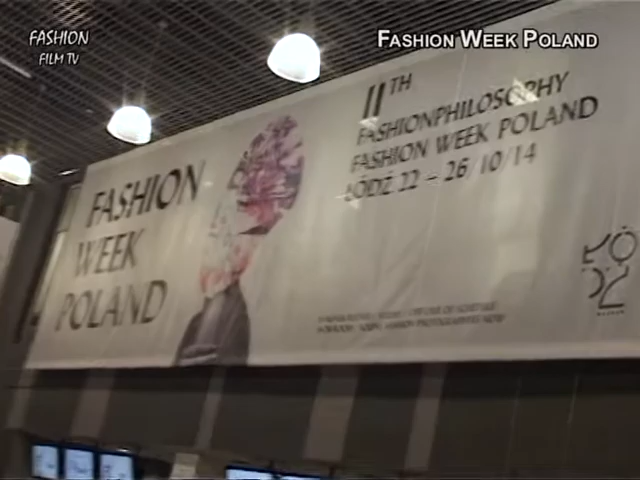 FASHION
FILM TV
FASHION WEEK POLAND
11TH
FASHIONPHILOSOPHY
FASHION WEEK POLAND
ŁÓDŹ 22 – 26/10/14
FASHION
WEEK
POLAND